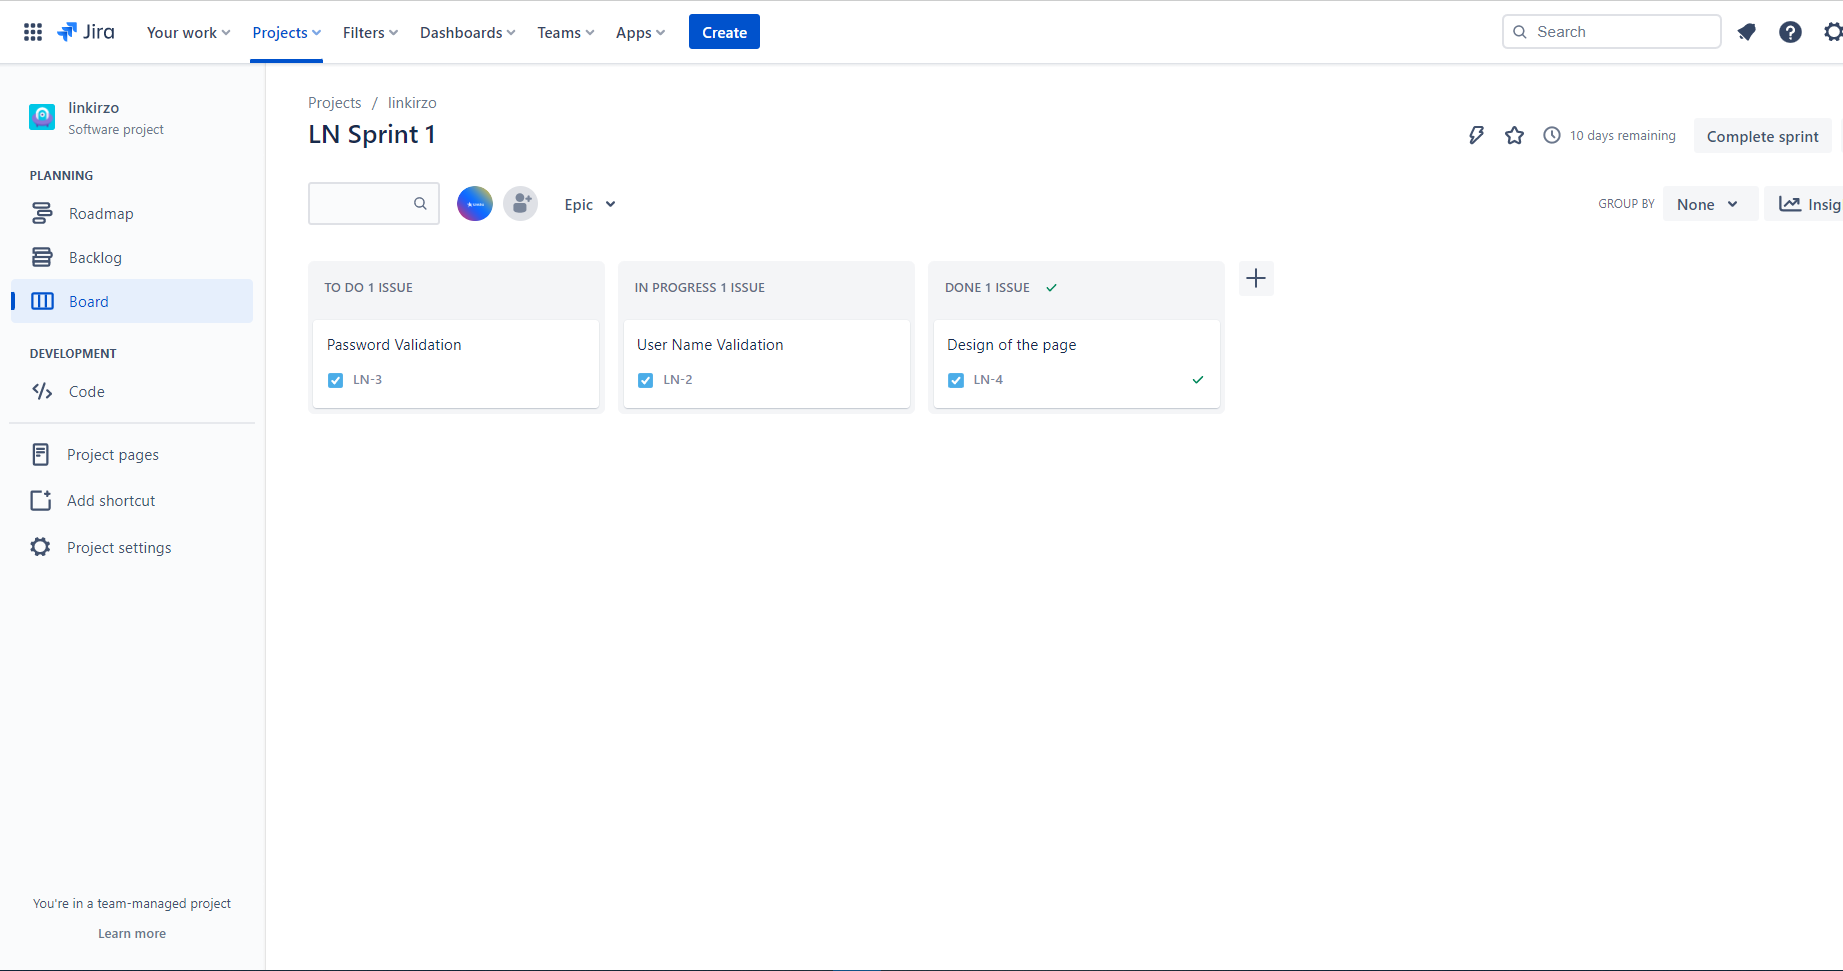 Jira
Your work
Projects
Filters
Dashboards
Teams
Apps
Create
Search
linkirzo
Software project
PLANNING
Roadmap
Backlog
Board
DEVELOPMENT
Code
Project pages
Add shortcut
Project settings
You're in a team-managed project
Learn more
Projects / linkirzo
LN Sprint 1
10 days remaining
Complete sprint
Epic
GROUP BY
None
Insig
TO DO 1 ISSUE
Password Validation
LN-3
IN PROGRESS 1 ISSUE
User Name Validation
LN-2
DONE 1 ISSUE
Design of the page
LN-4